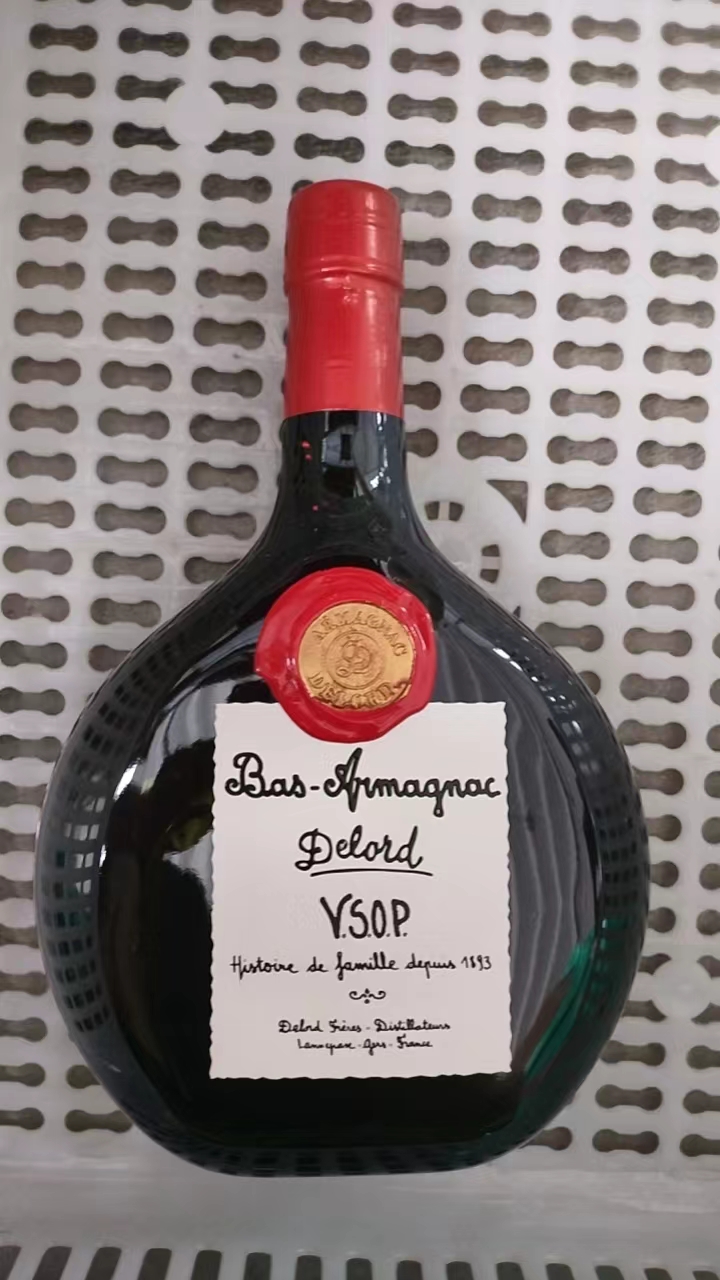 ARMAGNAC
DELORD
Bas-Armagnac
Delord
V.S.O.P.
Histoire de famille depuis 1893
Delord Frères - Distillateurs
Lannepax - Gers - France